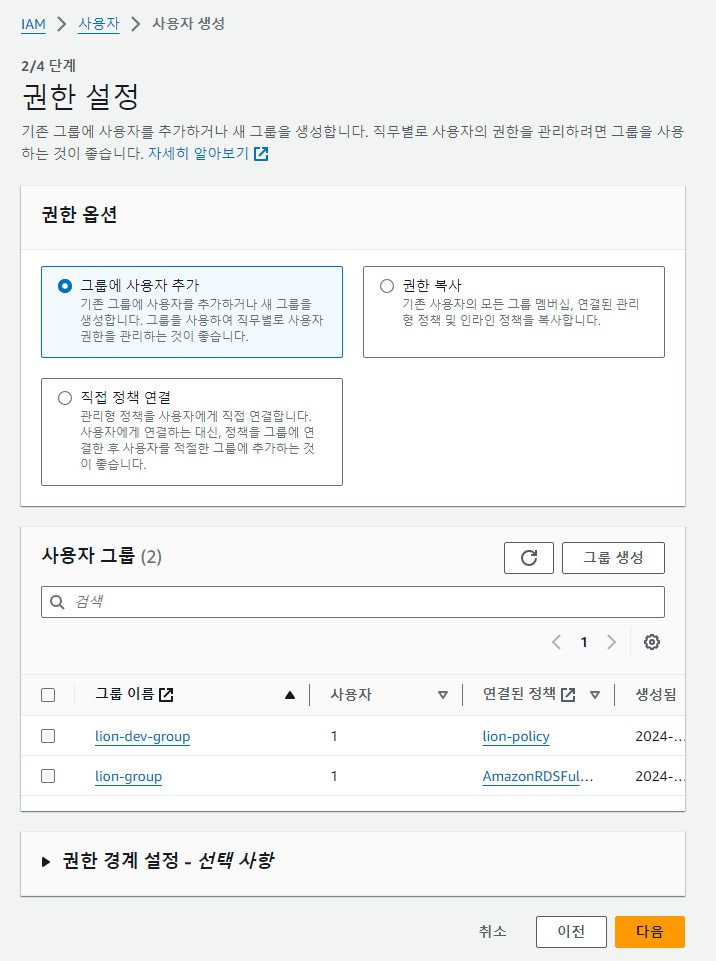 IAM > 사용자 > 사용자 생성
2/4 단계
권한 설정
기존 그룹에 사용자를 추가하거나 새 그룹을 생성합니다. 직무별로 사용자의 권한을 관리하려면 그룹을 사용
하는 것이 좋습니다. 자세히 알아보기
권한 옵션
그룹에 사용자 추가
기존 그룹에 사용자를 추가하거나 새 그룹을
생성합니다. 그룹을 사용하여 직무별로 사용자
권한을 관리하는 것이 좋습니다.
권한 복사
기존 사용자의 모든 그룹 멤버십, 연결된 관리
형 정책 및 인라인 정책을 복사합니다.
직접 정책 연결
관리형 정책을 사용자에게 직접 연결합니다.
사용자에게 연결하는 대신, 정책을 그룹에 연
결한 후 사용자를 적절한 그룹에 추가하는 것
이 좋습니다.
사용자 그룹 (2)
그룹 생성
검색
1
그룹 이름 사용자 연결된 정책 생성됨
lion-dev-group 1 lion-policy 2024-...
lion-group 1 AmazonRDSFul... 2024-...
권한 경계 설정 - 선택 사항
취소 이전 다음